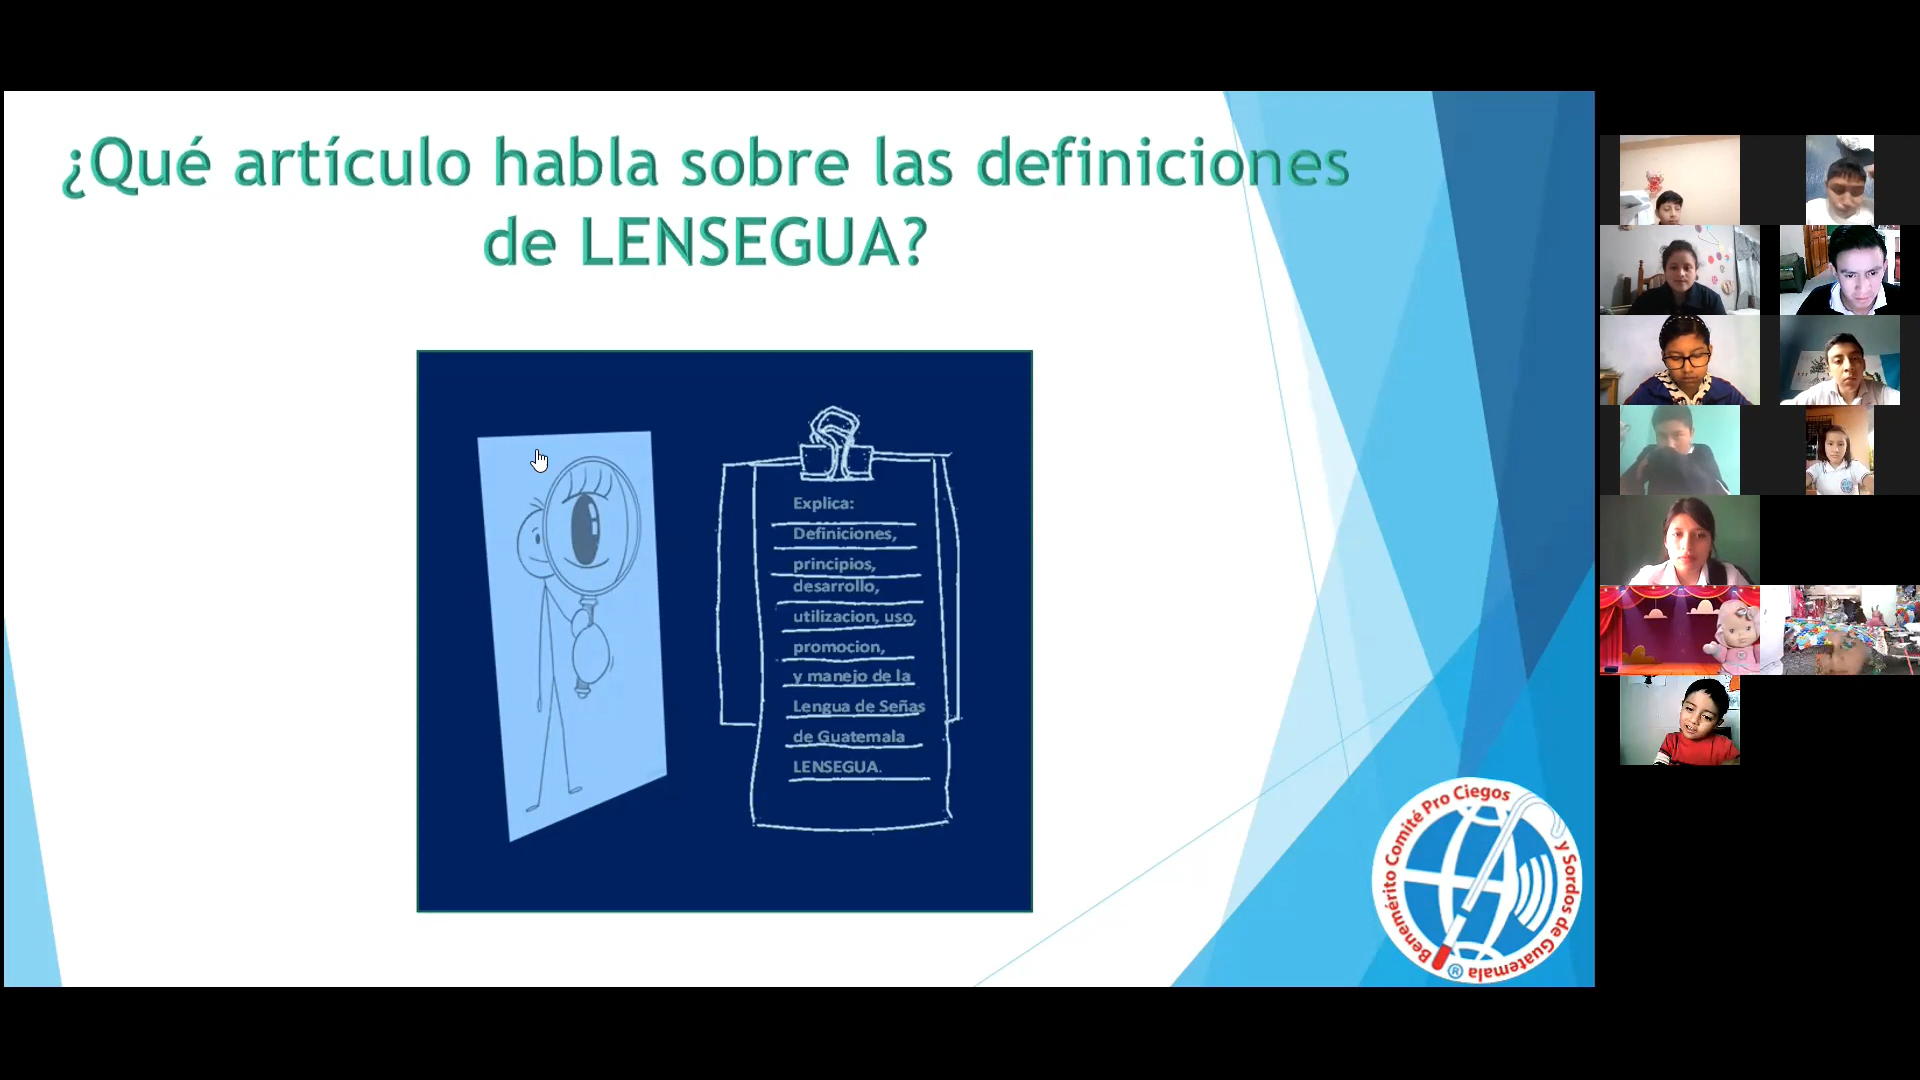 ¿Qué artículo habla sobre las definiciones
de LENSEGUA?
Explica:
Definiciones,
principios,
desarrollo,
utilizacion, uso,
promocion,
y manejo de la
Lengua de Señas
de Guatemala
LENSEGUA.
Benemérito Comité Pro Ciegos y Sordos de Guatemala ®